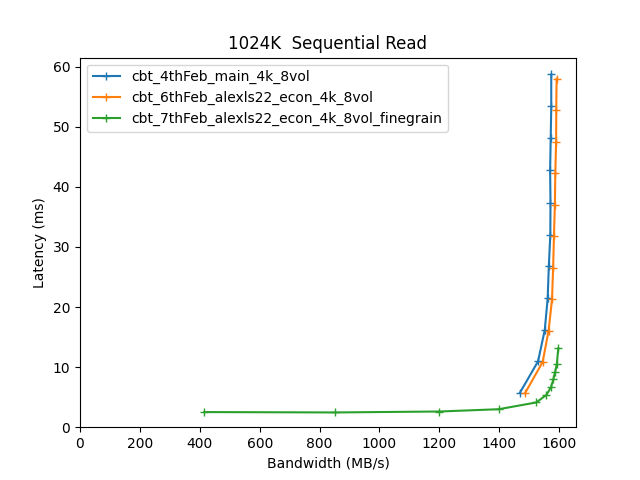 1024K  Sequential Read
cbt_4thFeb_main_4k_8vol
cbt_6thFeb_alexls22_econ_4k_8vol
cbt_7thFeb_alexls22_econ_4k_8vol_finegrain
Latency (ms)
60
50
40
30
20
10
0
0 200 400 600 800 1000 1200 1400 1600
Bandwidth (MB/s)